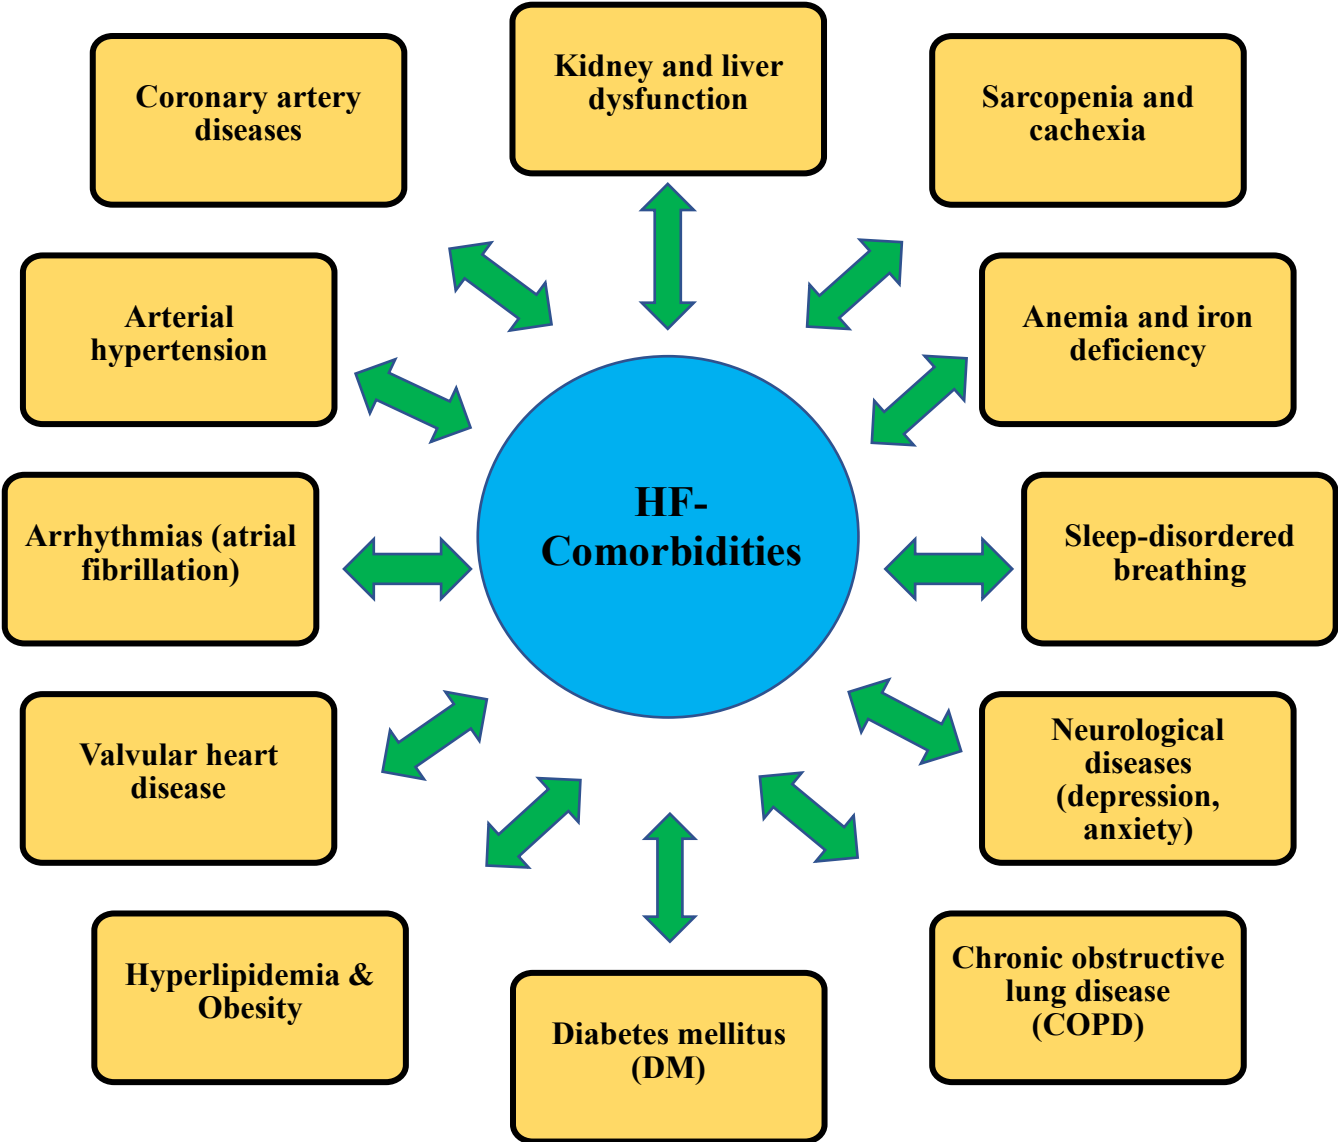 Coronary artery
diseases
Kidney and liver
dysfunction
Sarcopenia and
cachexia
Arterial
hypertension
Anemia and iron
deficiency
Arrhythmias (atrial
fibrillation)
HF-
Comorbidities
Sleep-disordered
breathing
Valvular heart
disease
Neurological
diseases
(depression,
anxiety)
Hyperlipidemia &
Obesity
Diabetes mellitus
(DM)
Chronic obstructive
lung disease
(COPD)